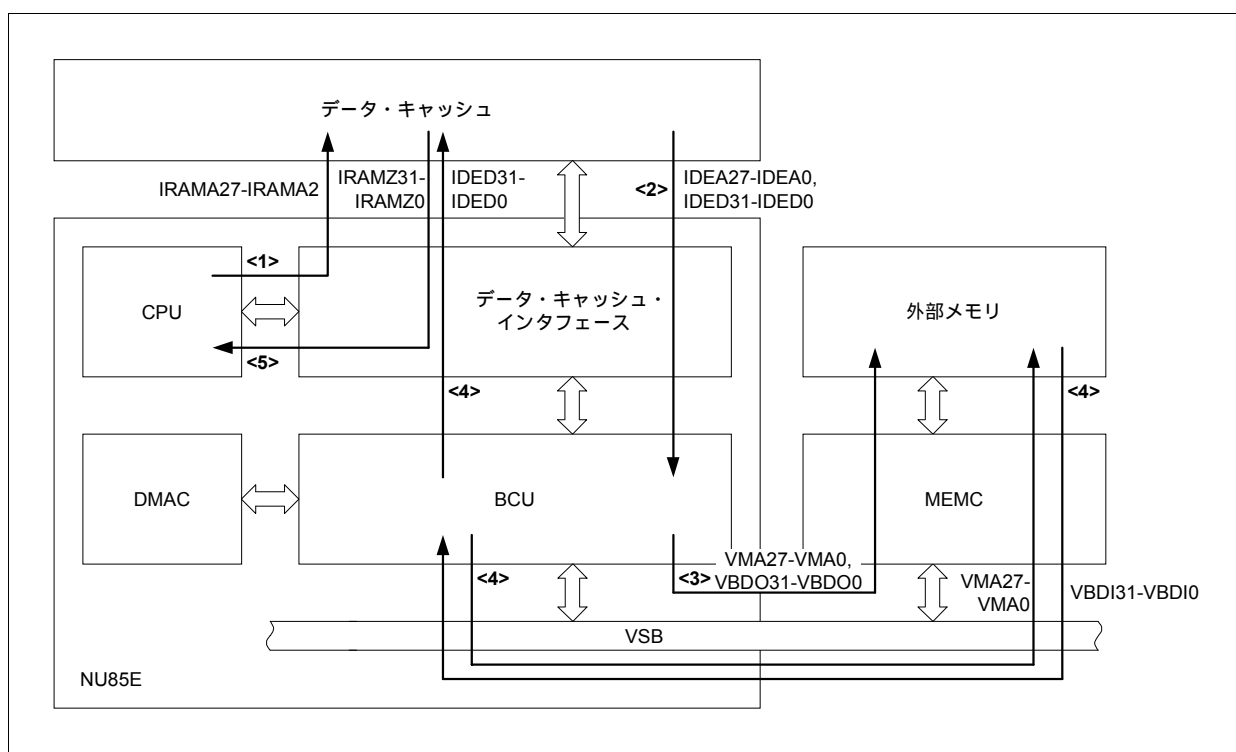 データ・キャッシュ
IRAMA27-IRAMA2
IRAMZ31-
IRAMZ0
IDED31-
IDED0
<2>
IDEA27-IDEA0,
IDED31-IDED0
<1>
CPU
<5>
データ・キャッシュ・
インタフェース
外部メモリ
<4>
<4>
DMAC
BCU
MEMC
<4>
<3>
VMA27-VMA0,
VBDO31-VBDO0
VMA27-
VMA0
VBDI31-VBDI0
VSB
NU85E